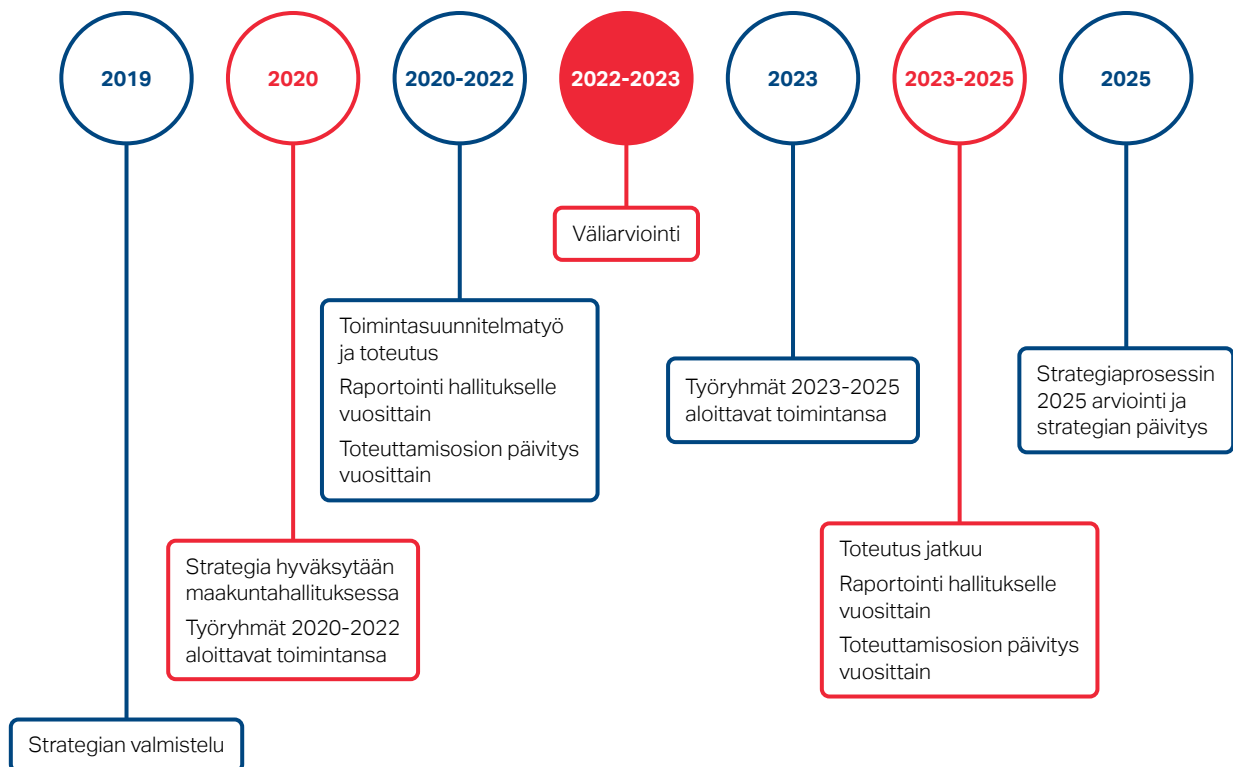 2019
2020
2020-2022
2022-2023
2023
2023-2025
2025
Väliarviointi
Toimintasuunnitelmatyö
ja toteutus
Raportointi hallitukselle
vuosittain
Toteuttamisosion päivitys
vuosittain
Työryhmät 2023-2025
aloittavat toimintansa
Strategiaprosessin
2025 arviointi ja
strategian päivitys
Strategia hyväksytään
maakuntahallituksessa
Työryhmät 2020-2022
aloittavat toimintansa
Toteutus jatkuu
Raportointi hallitukselle
vuosittain
Toteuttamisosion päivitys
vuosittain
Strategian valmistelu